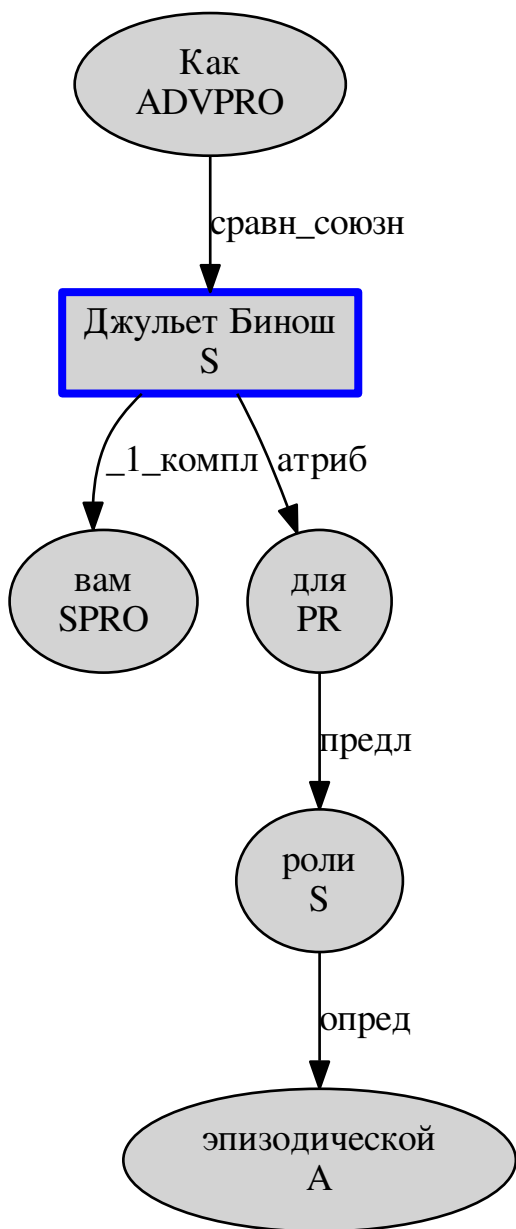 Как
ADVPRO
сравн_союзн
Джульет Бинош
S
_1_компл
атриб
вам
SPRO
для
PR
предл
роли
S
опред
эпизодической
A